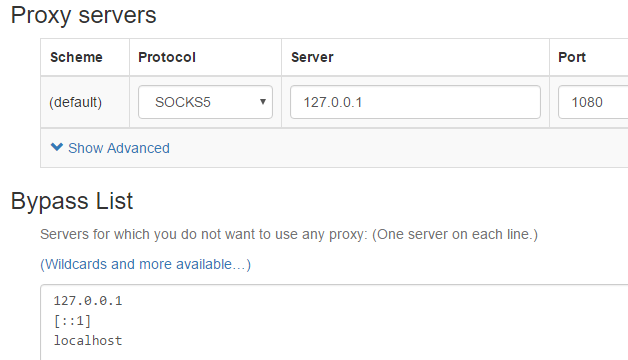 Proxy servers
Scheme Protocol Server Port
(default) SOCKS5 127.0.0.1 1080
Show Advanced
Bypass List
Servers for which you do not want to use any proxy: (One server on each line.)
(Wildcards and more available…)
127.0.0.1
[::1]
localhost